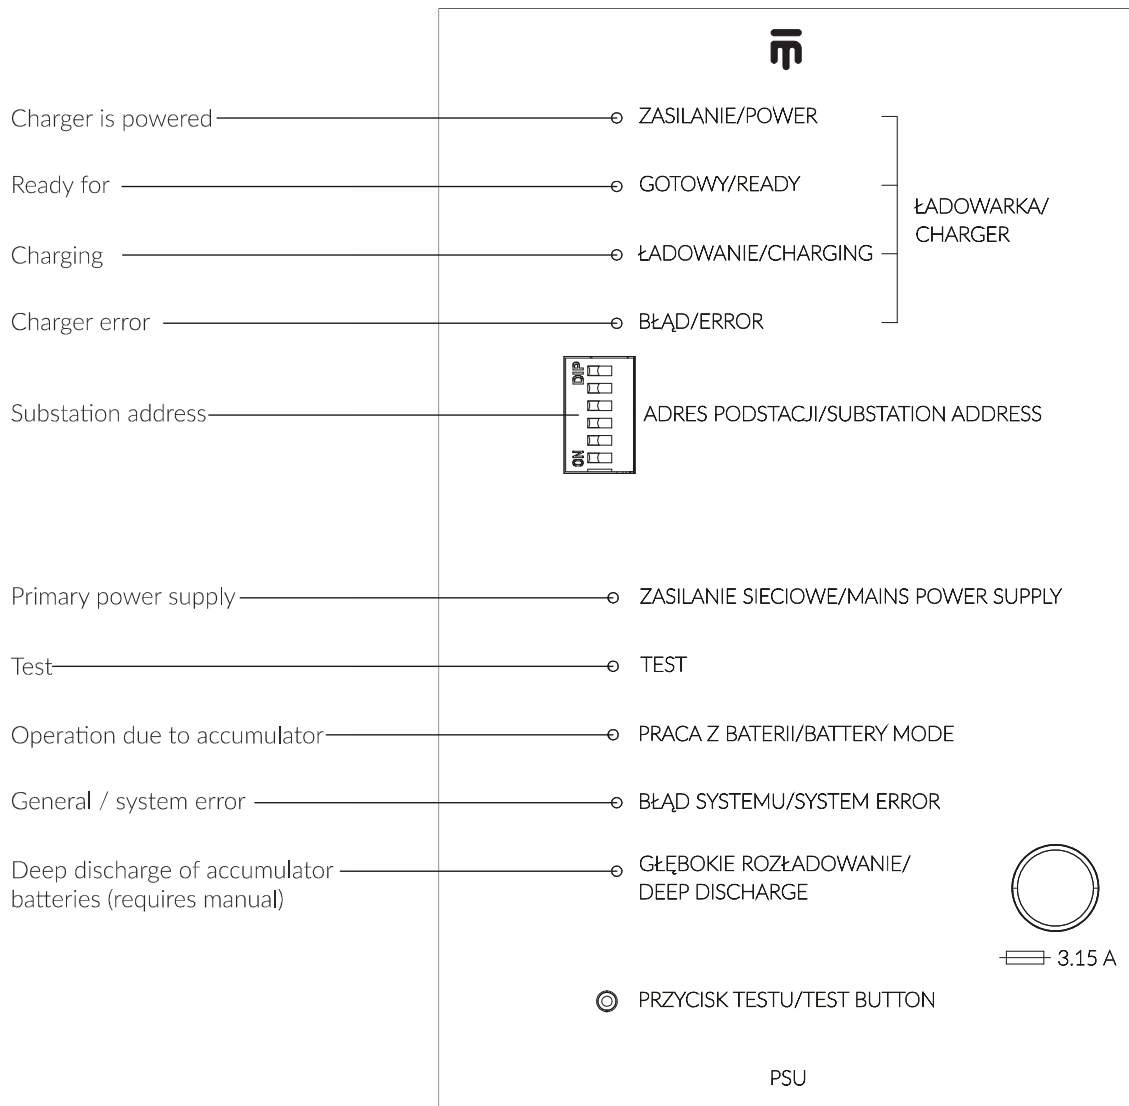 Charger is powered
ZASILANIE/POWER
Ready for
GOTOWY/READY
ŁADOWARKA/
CHARGER
Charging
ŁADOWANIE/CHARGING
Charger error
BŁĄD/ERROR
DIP
ON
Substation address
ADRES PODSTACJI/SUBSTATION ADDRESS
Primary power supply
ZASILANIE SIECIOWE/MAINS POWER SUPPLY
Test
TEST
Operation due to accumulator
PRACA Z BATERII/BATTERY MODE
General / system error
BŁĄD SYSTEMU/SYSTEM ERROR
Deep discharge of accumulator
batteries (requires manual)
GŁĘBOKIE ROZŁADOWANIE/
DEEP DISCHARGE
3.15 A
PRZYCISK TESTU/TEST BUTTON
PSU